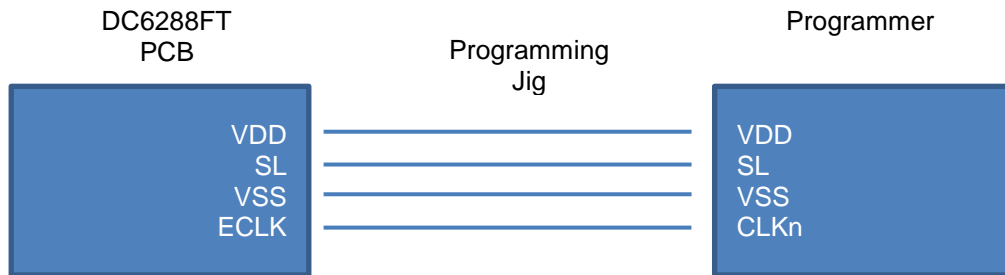 DC6288FT
PCB
Programming
Jig
Programmer
VDD
SL
VSS
ECLK
VDD
SL
VSS
CLKn